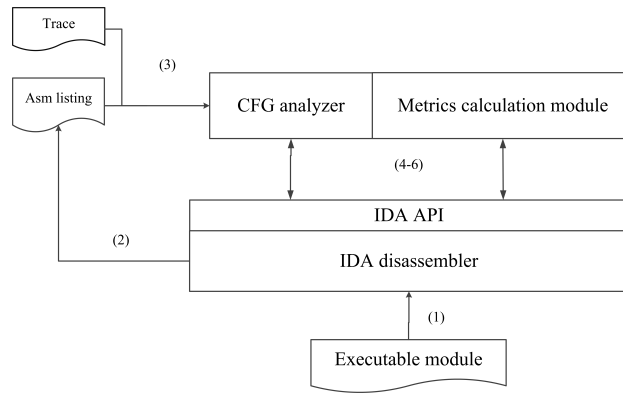 Trace
(3)
Asm listing
CFG analyzer
Metrics calculation module
(4-6)
IDA API
(2)
IDA disassembler
(1)
Executable module